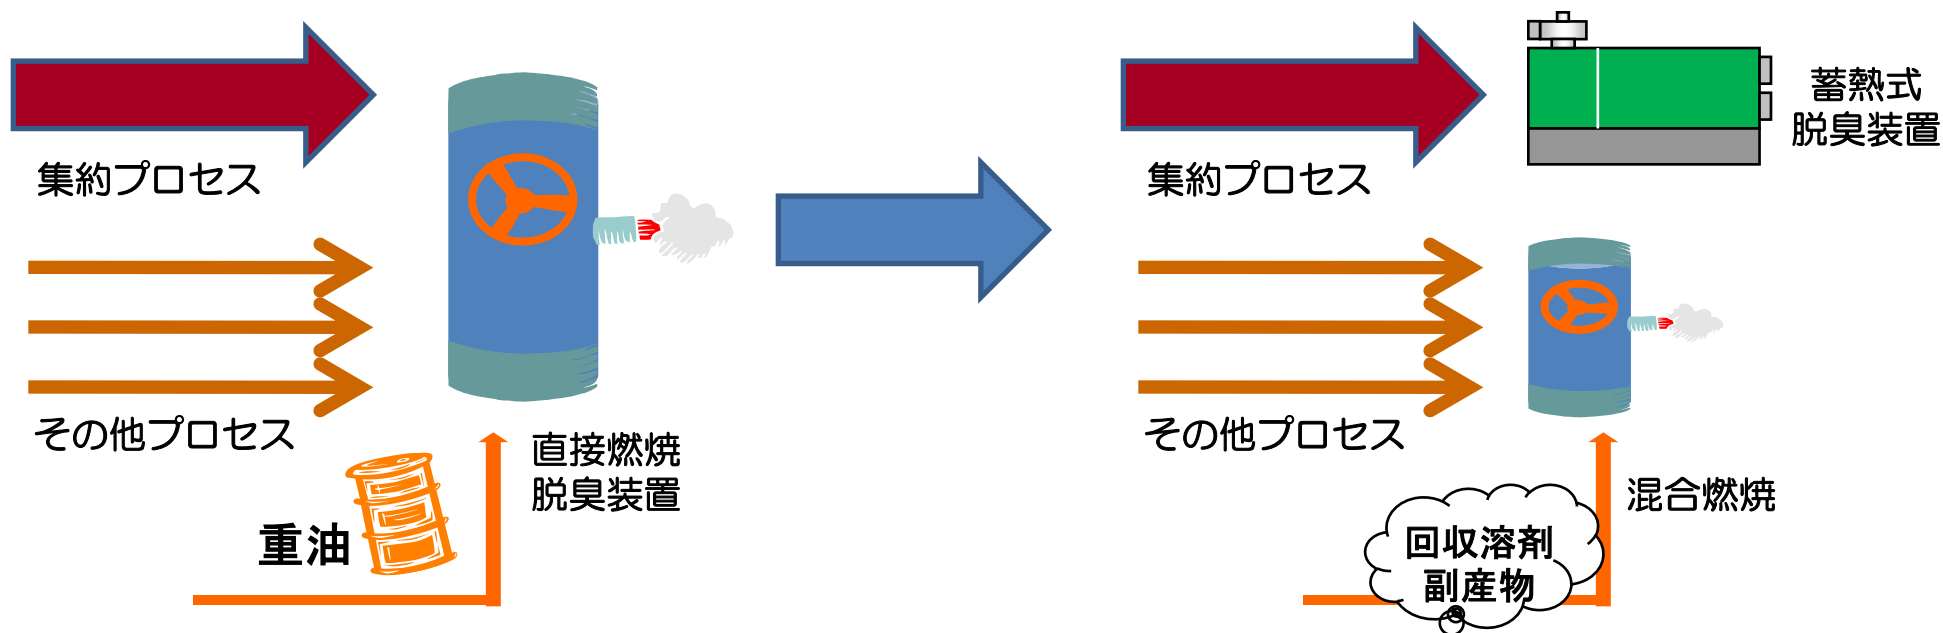 集約プロセス
その他プロセス
重油
直接燃焼
脱臭装置
集約プロセス
蓄熱式
脱臭装置
その他プロセス
混合燃焼
回収溶剤
副産物